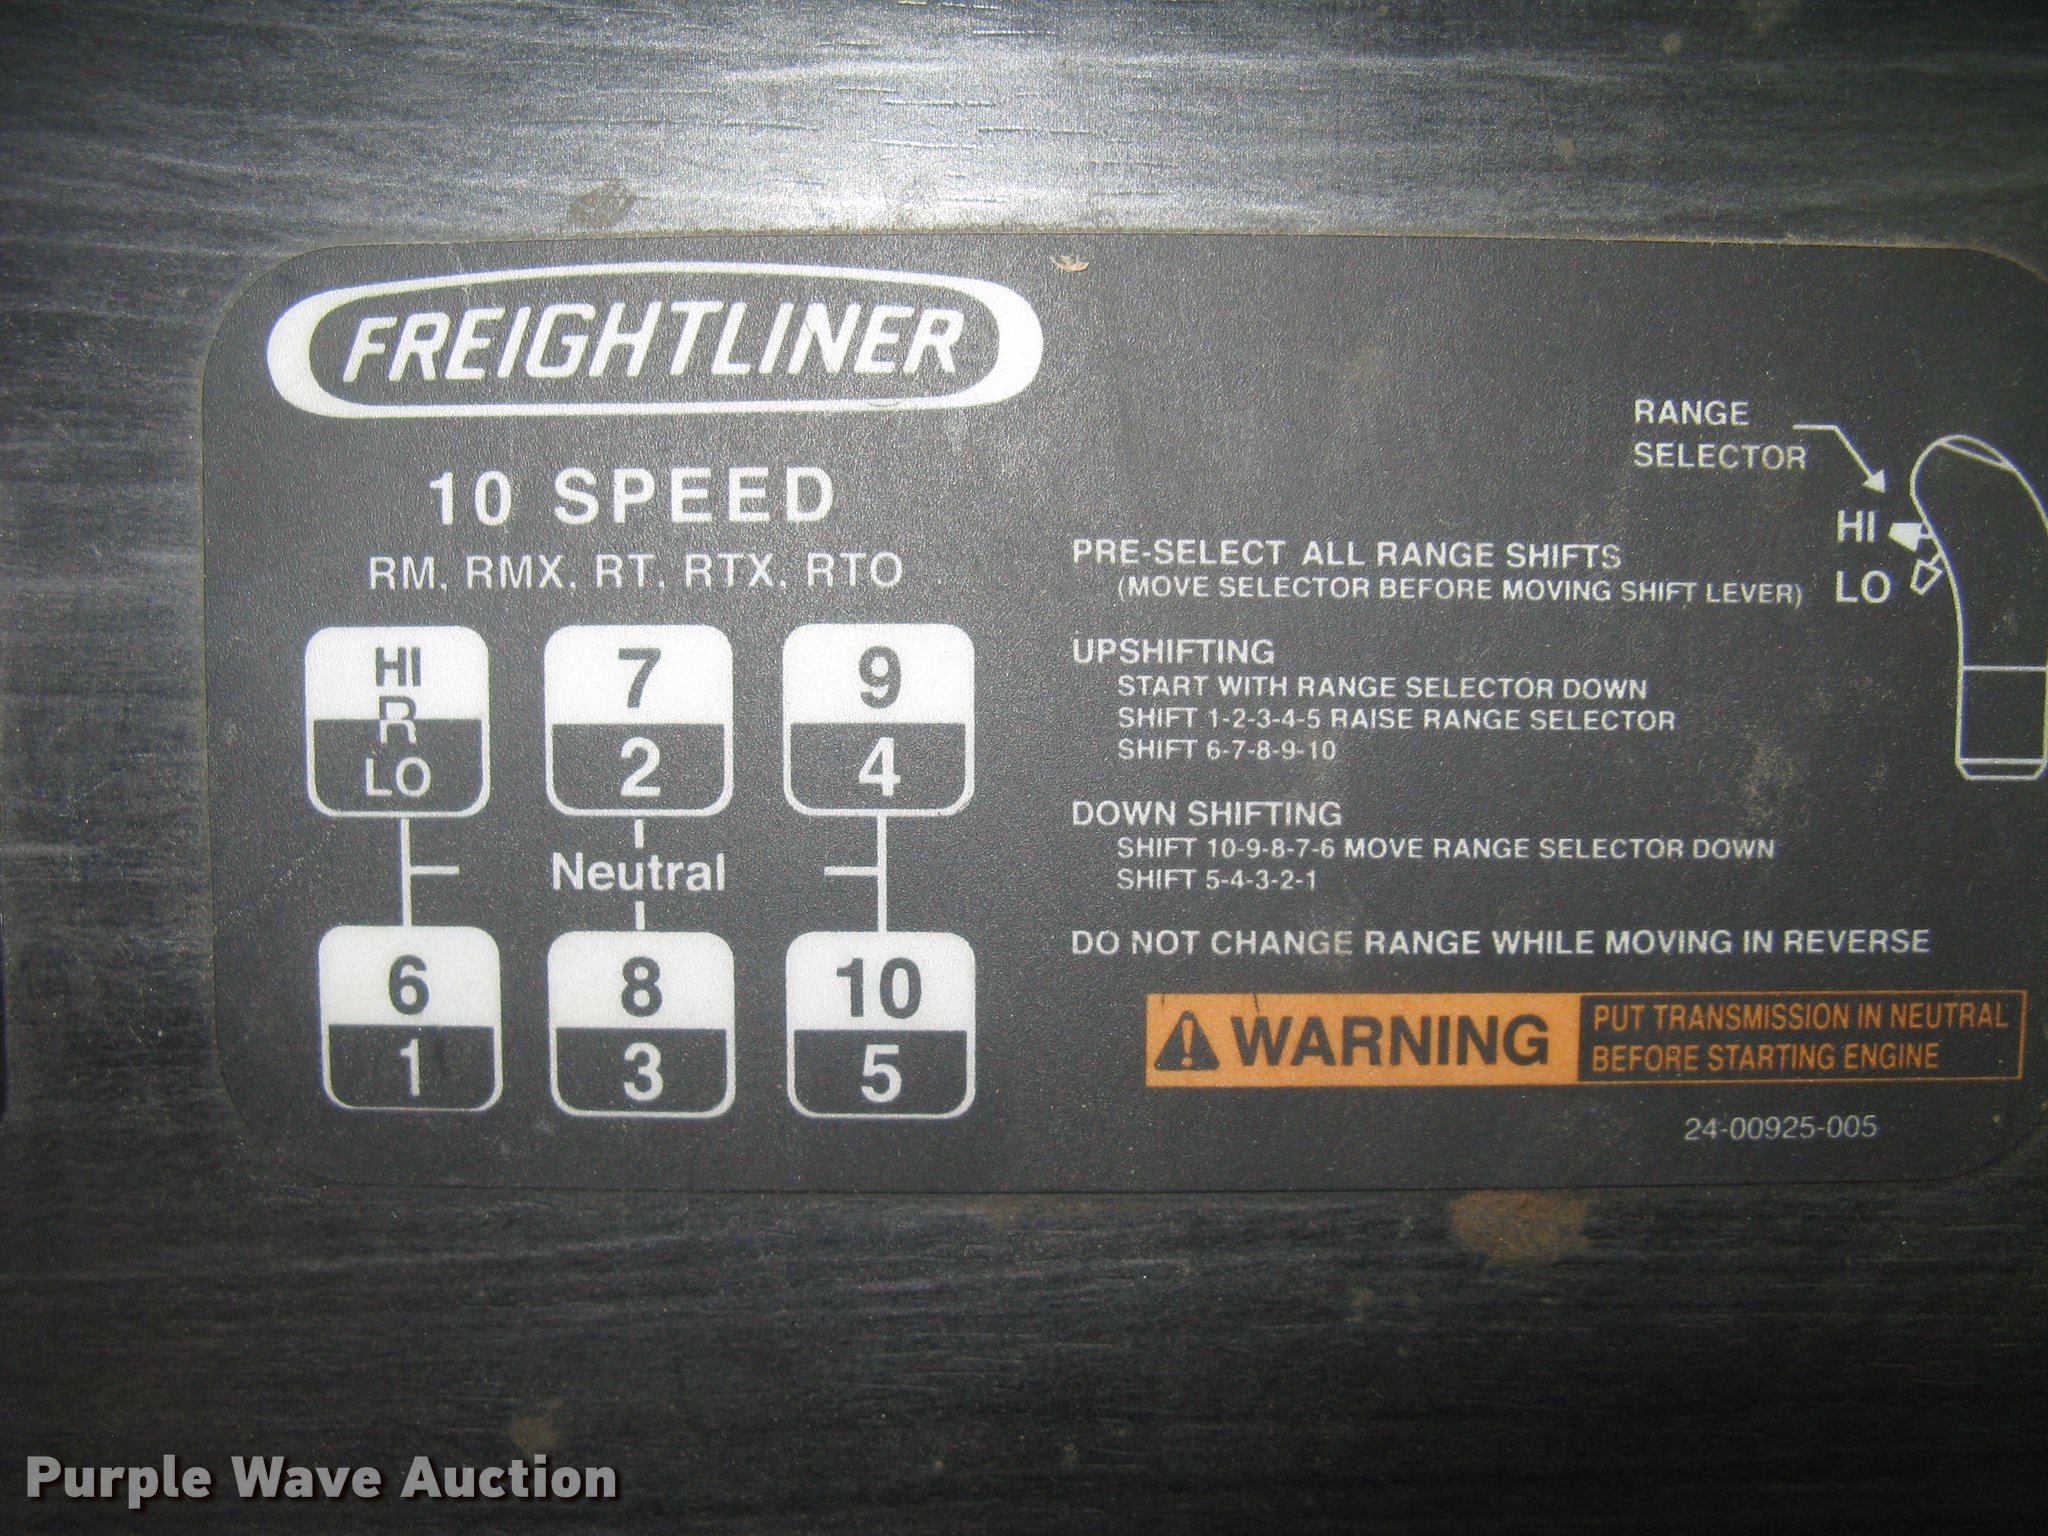 FREIGHTLINER
10 SPEED
RM, RMX, RT, RTX, RTO
HI
R
LO
7
2
9
4
Neutral
6
1
8
3
10
5
RANGE
SELECTOR
HI
LO
PRE-SELECT ALL RANGE SHIFTS
(MOVE SELECTOR BEFORE MOVING SHIFT LEVER)
UPSHIFTING
START WITH RANGE SELECTOR DOWN
SHIFT 1-2-3-4-5 RAISE RANGE SELECTOR
SHIFT 6-7-8-9-10
DOWN SHIFTING
SHIFT 10-9-8-7-6 MOVE RANGE SELECTOR DOWN
SHIFT 5-4-3-2-1
DO NOT CHANGE RANGE WHILE MOVING IN REVERSE
WARNING
PUT TRANSMISSION IN NEUTRAL
BEFORE STARTING ENGINE
24-00925-005
Purple Wave Auction